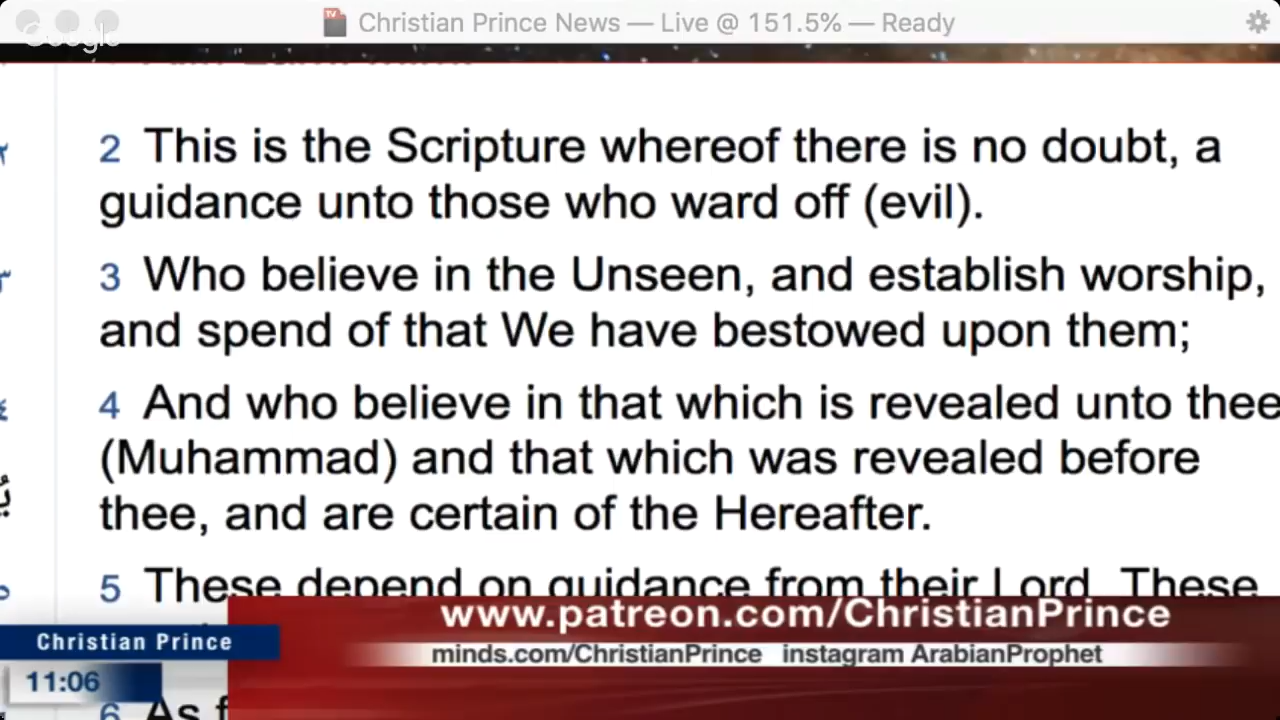 Christian Prince News — Live @ 151.5% — Ready
Google
2 This is the Scripture whereof there is no doubt, a
guidance unto those who ward off (evil).
3 Who believe in the Unseen, and establish worship,
and spend of that We have bestowed upon them;
4 And who believe in that which is revealed unto thee
(Muhammad) and that which was revealed before
thee, and are certain of the Hereafter.
5 These depend on guidance from their Lord. These
www.patreon.com/ChristianPrince
Christian Prince
minds.com/ChristianPrince instagram ArabianProphet
11:06
6 As